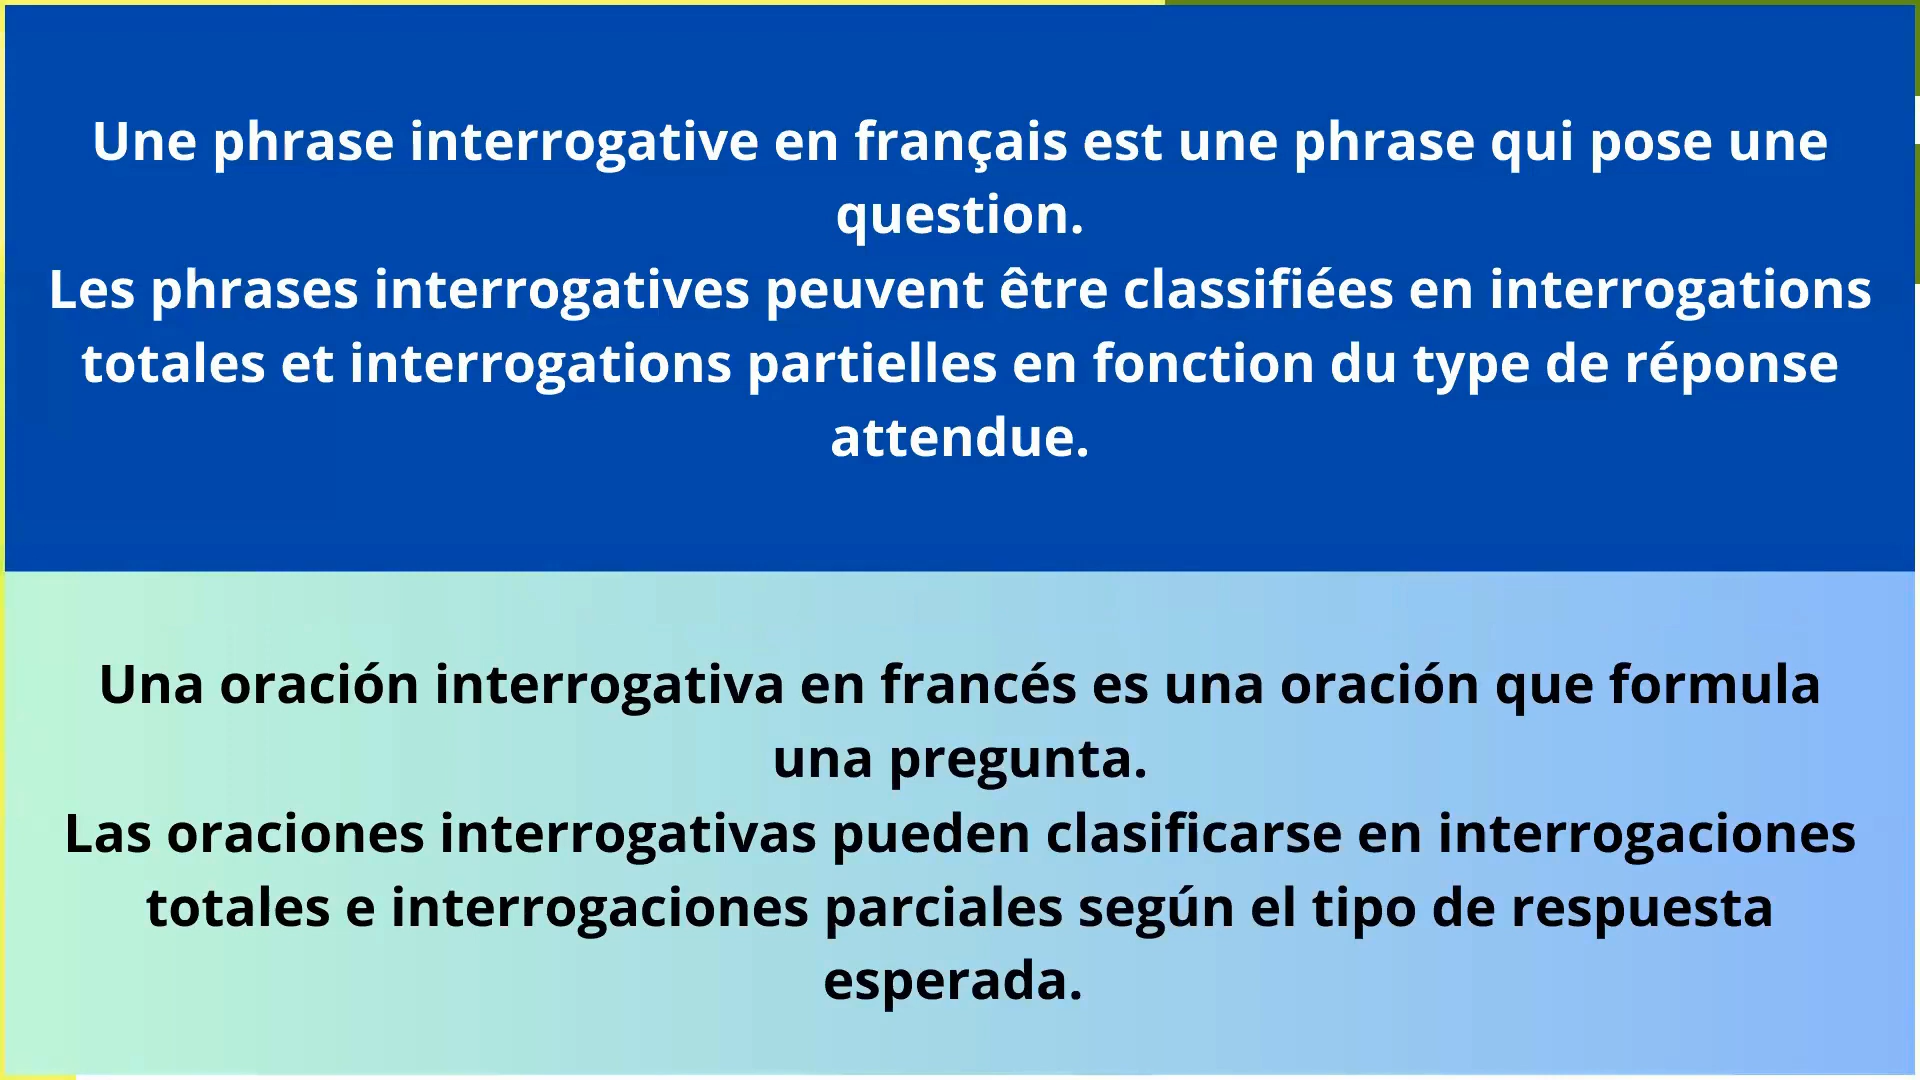 Une phrase interrogative en français est une phrase qui pose une
question.
Les phrases interrogatives peuvent être classifiées en interrogations
totales et interrogations partielles en fonction du type de réponse
attendue.
Una oración interrogativa en francés es una oración que formula
una pregunta.
Las oraciones interrogativas pueden clasificarse en interrogaciones
totales e interrogaciones parciales según el tipo de respuesta
esperada.